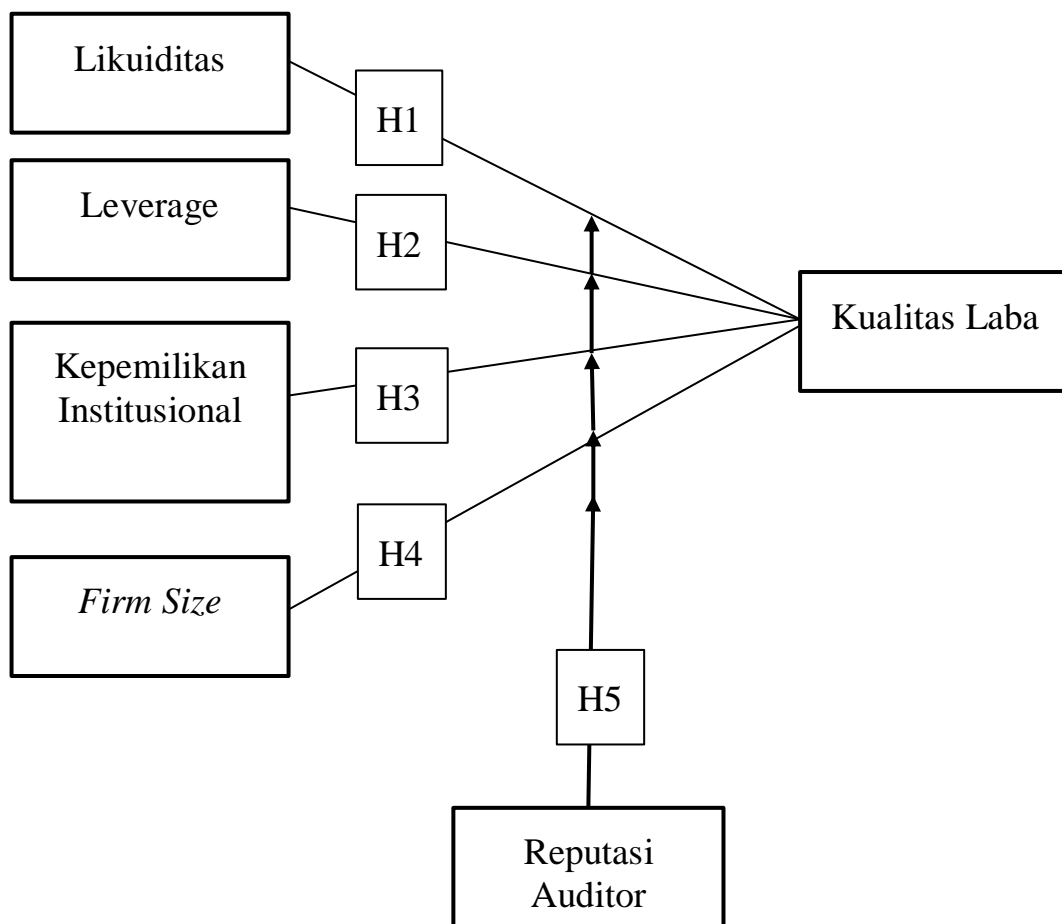 Likuiditas
H1
Leverage
H2
Kualitas Laba
Kepemilikan
Institusional
H3
H4
Firm Size
H5
Reputasi
Auditor